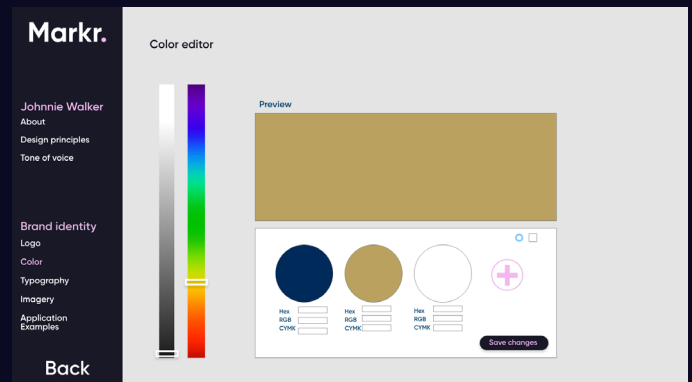 Markr.
Johnnie Walker
About
Design principles
Tone of voice
Brand identity
Logo
Color
Typography
Imagery
Application
Examples
Back
Color editor
Preview
Hex
RGB
CYMK
Hex
RGB
CYMK
Hex
RGB
CYMK
Save changes